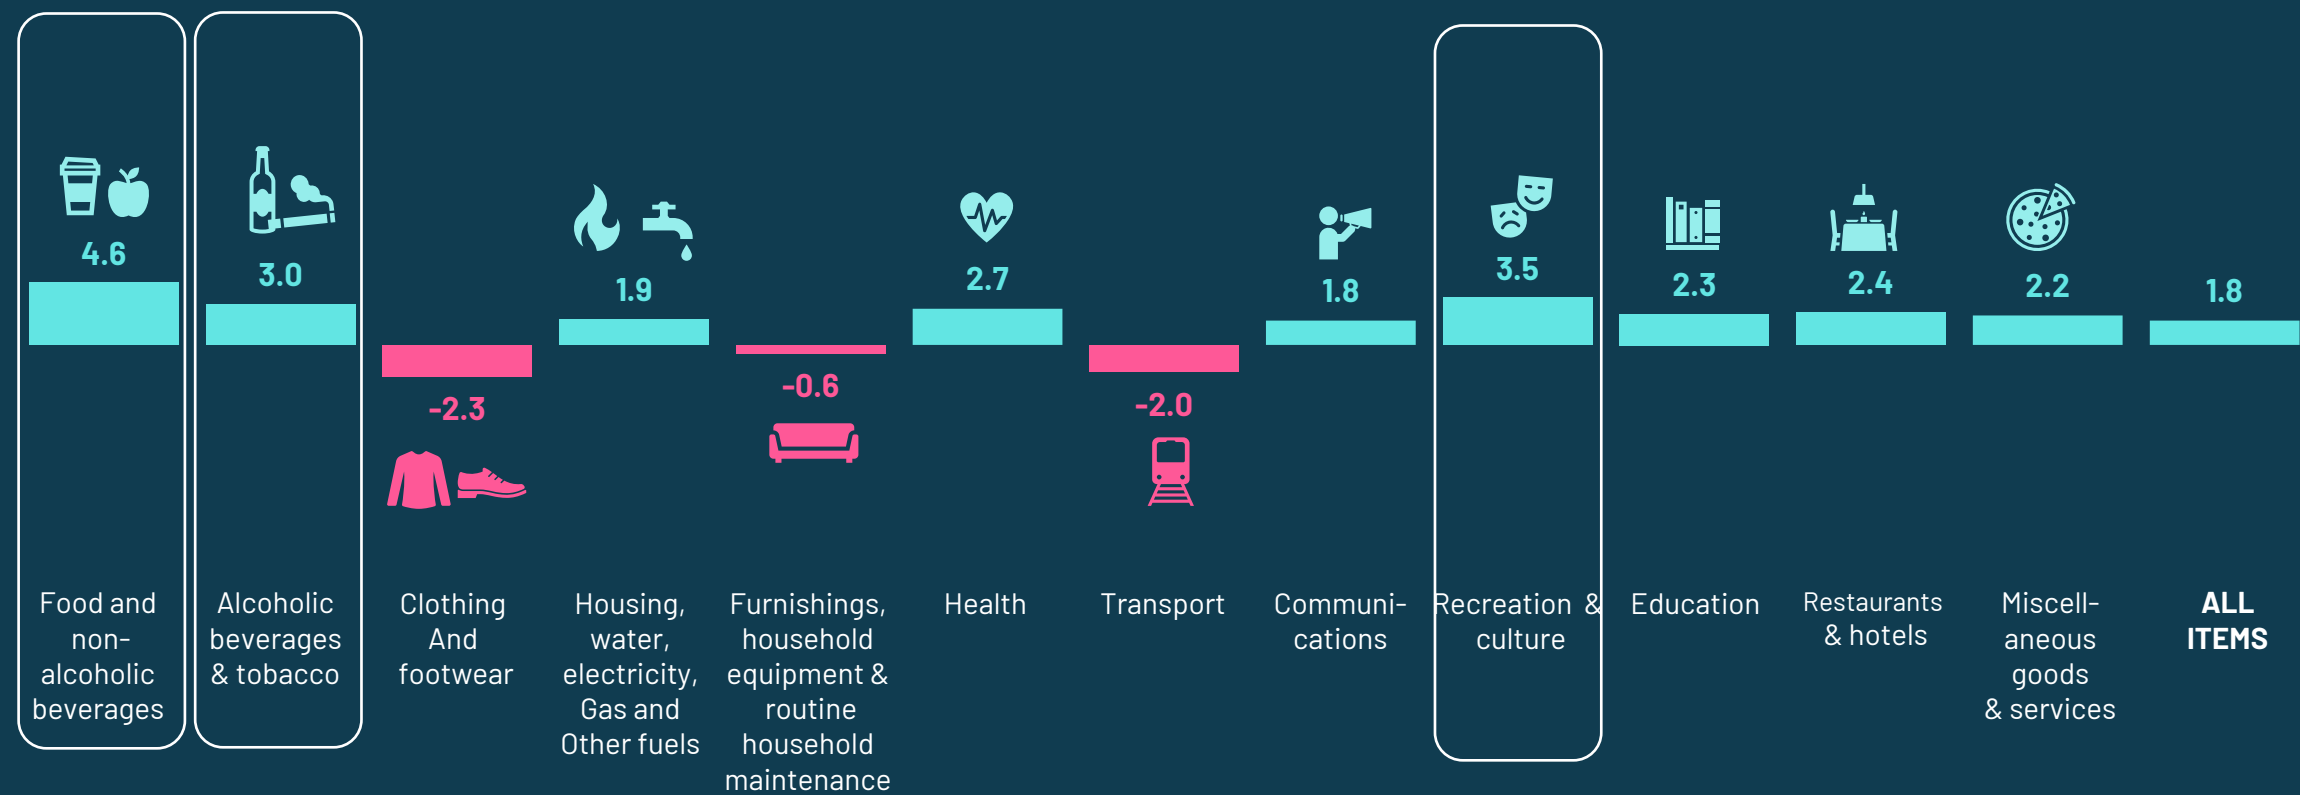 4.6
3.0
-2.3
1.9
-0.6
2.7
-2.0
1.8
3.5
2.3
2.4
2.2
1.8
Food and
non-
alcoholic
beverages
Alcoholic
beverages
& tobacco
Clothing
And
footwear
Housing,
water,
electricity,
Gas and
Other fuels
Furnishings,
household
equipment &
routine
household
maintenance
Health
Transport
Communi-
cations
Recreation &
culture
Education
Restaurants
& hotels
Miscell-
aneous
goods
& services
ALL
ITEMS